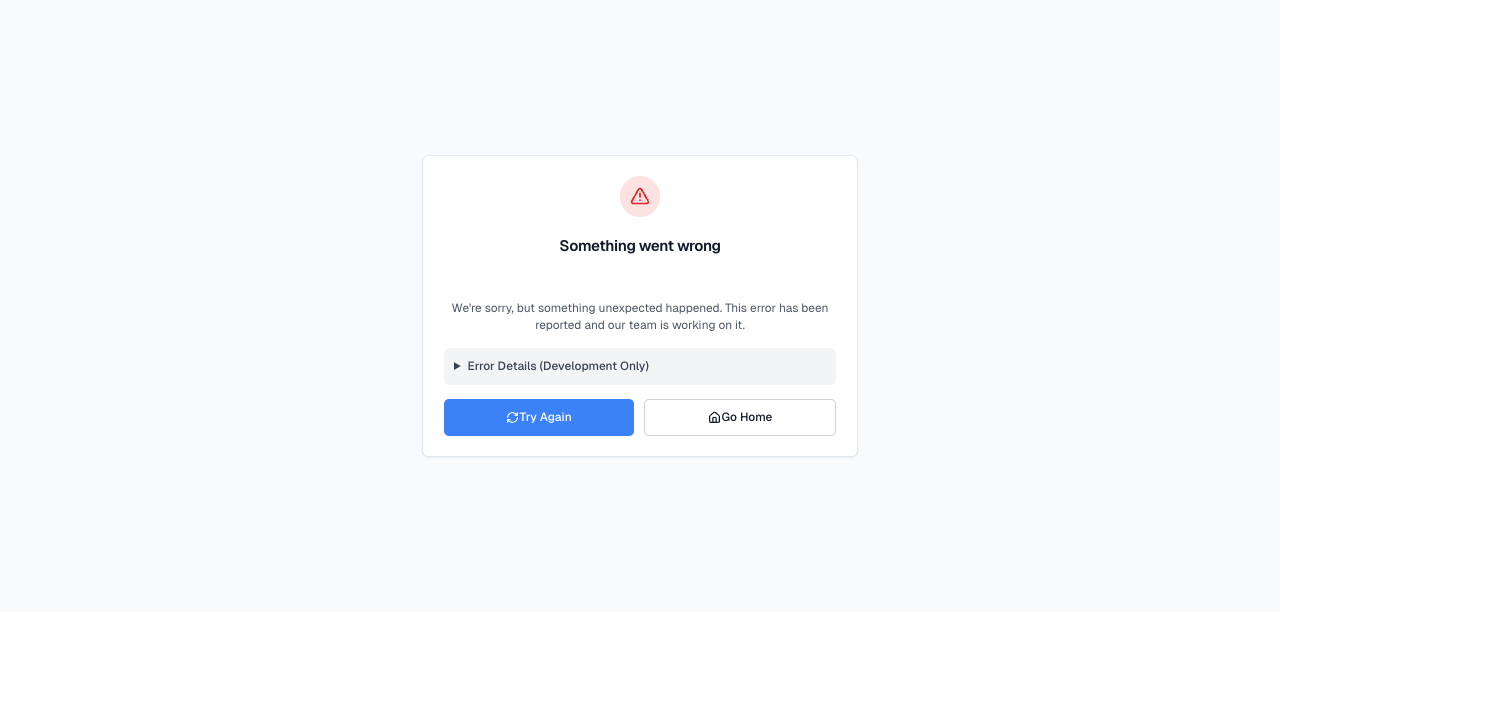 Something went wrong
We're sorry, but something unexpected happened. This error has been
reported and our team is working on it.
Error Details (Development Only)
Try Again
Go Home